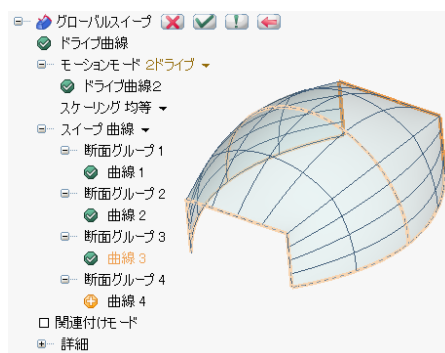 グローバルスイープ
ドライブ曲線
モーションモード 2ドライブ
ドライブ曲線2
スケーリング 均等
スイープ 曲線
断面グループ 1
曲線 1
断面グループ 2
曲線 2
断面グループ 3
曲線 3
断面グループ 4
曲線 4
関連付けモード
詳細